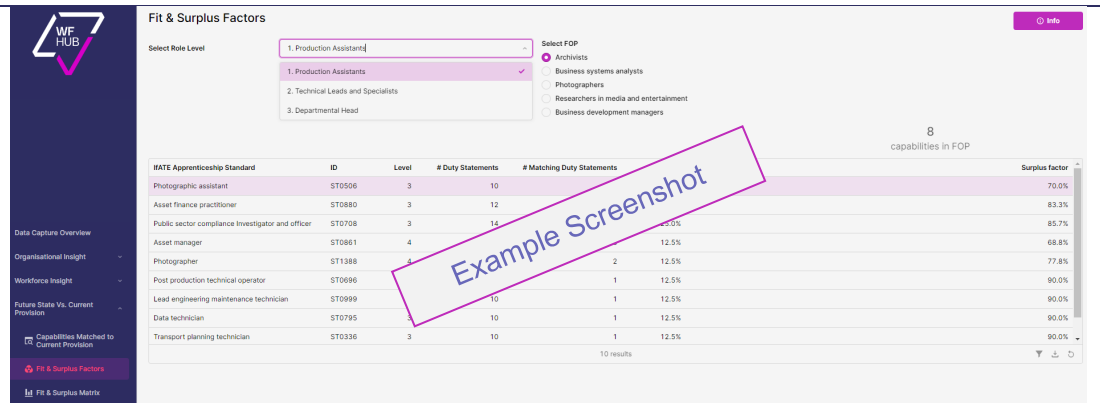 WF
HUB
Fit & Surplus Factors
Info
Select Role Level
1. Production Assistants
1. Production Assistants
2. Technical Leads and Specialists
3. Departmental Head
Select FOP
Archivists
Business systems analysts
Photographers
Researchers in media and entertainment
Business development managers
8
capabilities in FOP
IfATE Apprenticeship Standard ID Level # Duty Statements # Matching Duty Statements Surplus factor
Photographic assistant ST0506 3 10 70.0%
Asset finance practitioner ST0880 3 12 83.3%
Public sector compliance Investigator and officer ST0708 3 14 85.7%
Asset manager ST0861 4 12.5% 68.8%
Photographer ST1388 4 2 12.5% 77.8%
Post production technical operator ST0696 1 12.5% 90.0%
Lead engineering maintenance technician ST0999 10 1 12.5% 90.0%
Data technician ST0795 3 10 1 12.5% 90.0%
Transport planning technician ST0336 3 10 1 12.5% 90.0%
10 results
Example Screenshot
Data Capture Overview
Organisational Insight
Workforce Insight
Future State Vs. Current
Provision
Capabilities Matched to
Current Provision
Fit & Surplus Factors
Fit & Surplus Matrix